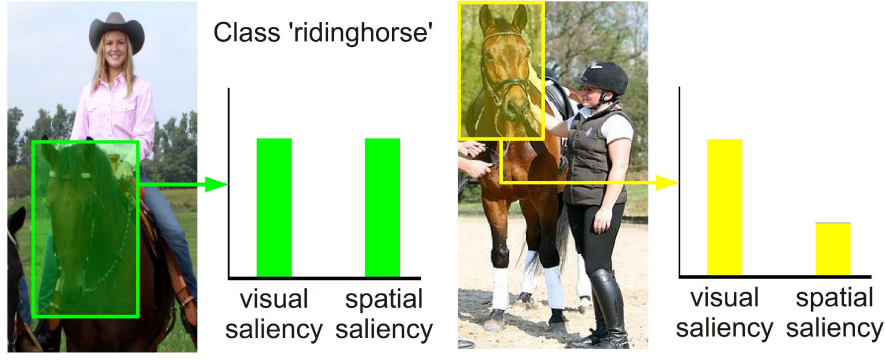 Class 'ridinghorse'
visual
saliency
spatial
saliency
visual
saliency
spatial
saliency